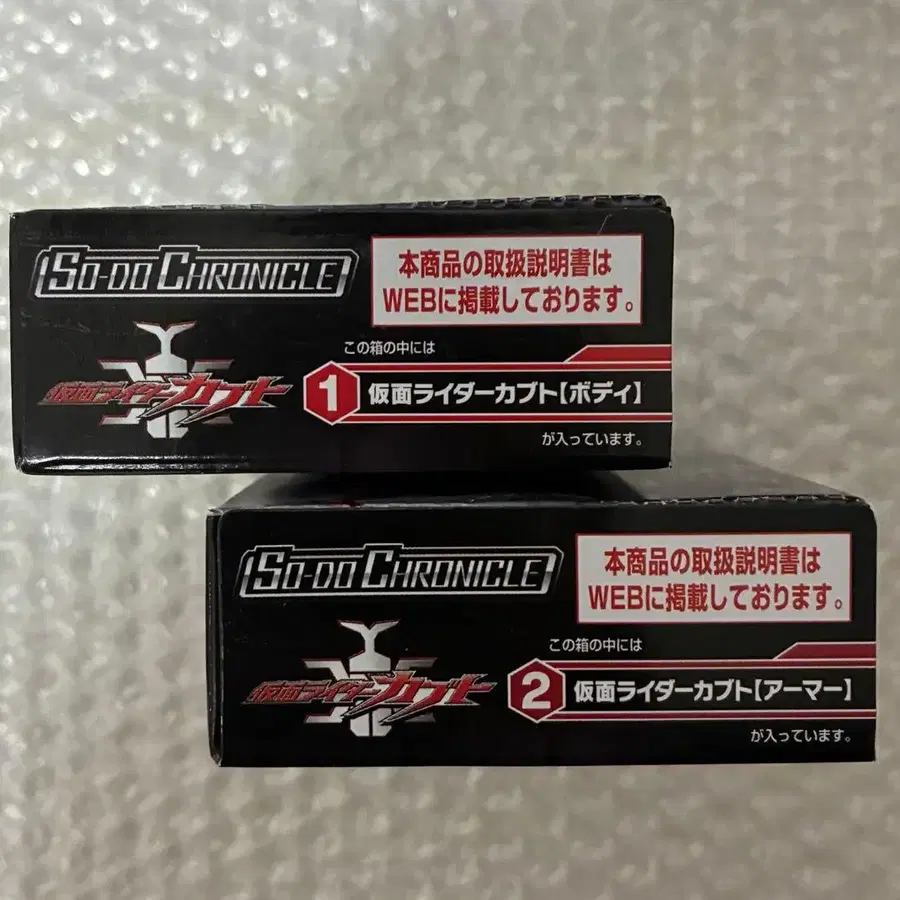 SO-DO CHRONICLE
本商品の取扱説明書は
WEBに掲載しております。
仮面ライダーカブト
この箱の中には
1 仮面ライダーカブト【ボディ】
が入っています。
SO-DO CHRONICLE
本商品の取扱説明書は
WEBに掲載しております。
仮面ライダーカブト
この箱の中には
2 仮面ライダーカブト【アーマー】
が入っています。